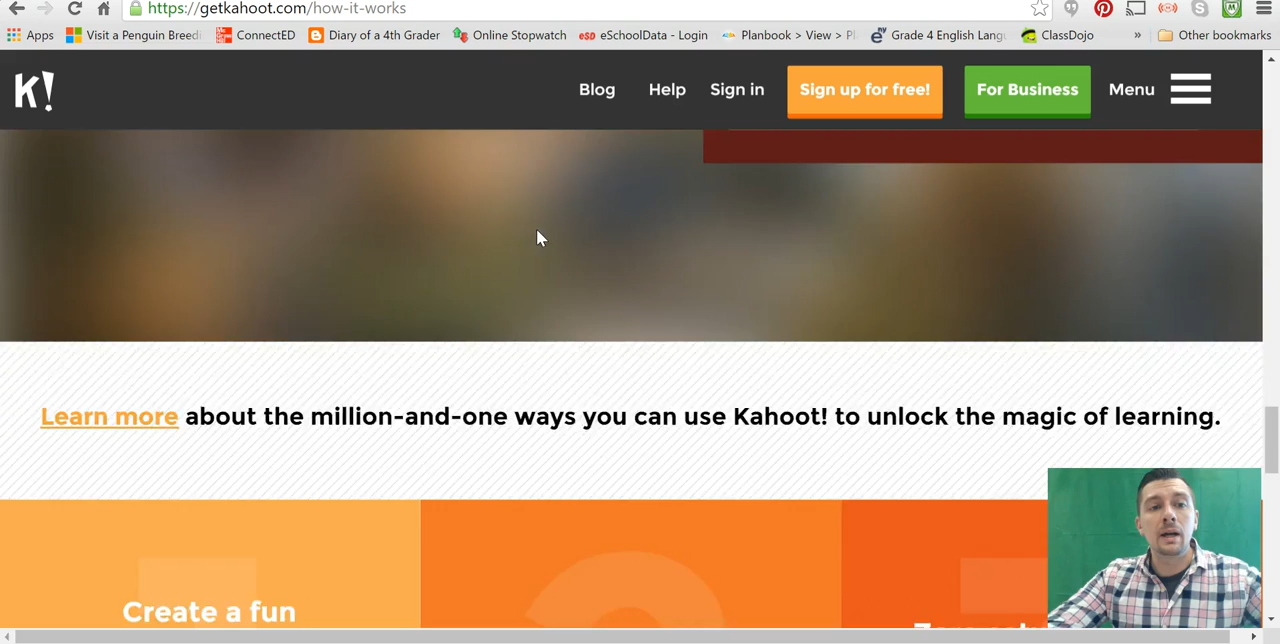 https://getkahoot.com/how-it-works
Apps Visit a Penguin Breedi ConnectED Diary of a 4th Grader Online Stopwatch esp eSchoolData - Login Planbook > View > Pl Grade 4 English Langu ClassDojo » Other bookmarks
K! Blog Help Sign in Sign up for free! For Business Menu
Learn more about the million-and-one ways you can use Kahoot! to unlock the magic of learning.
Create a fun